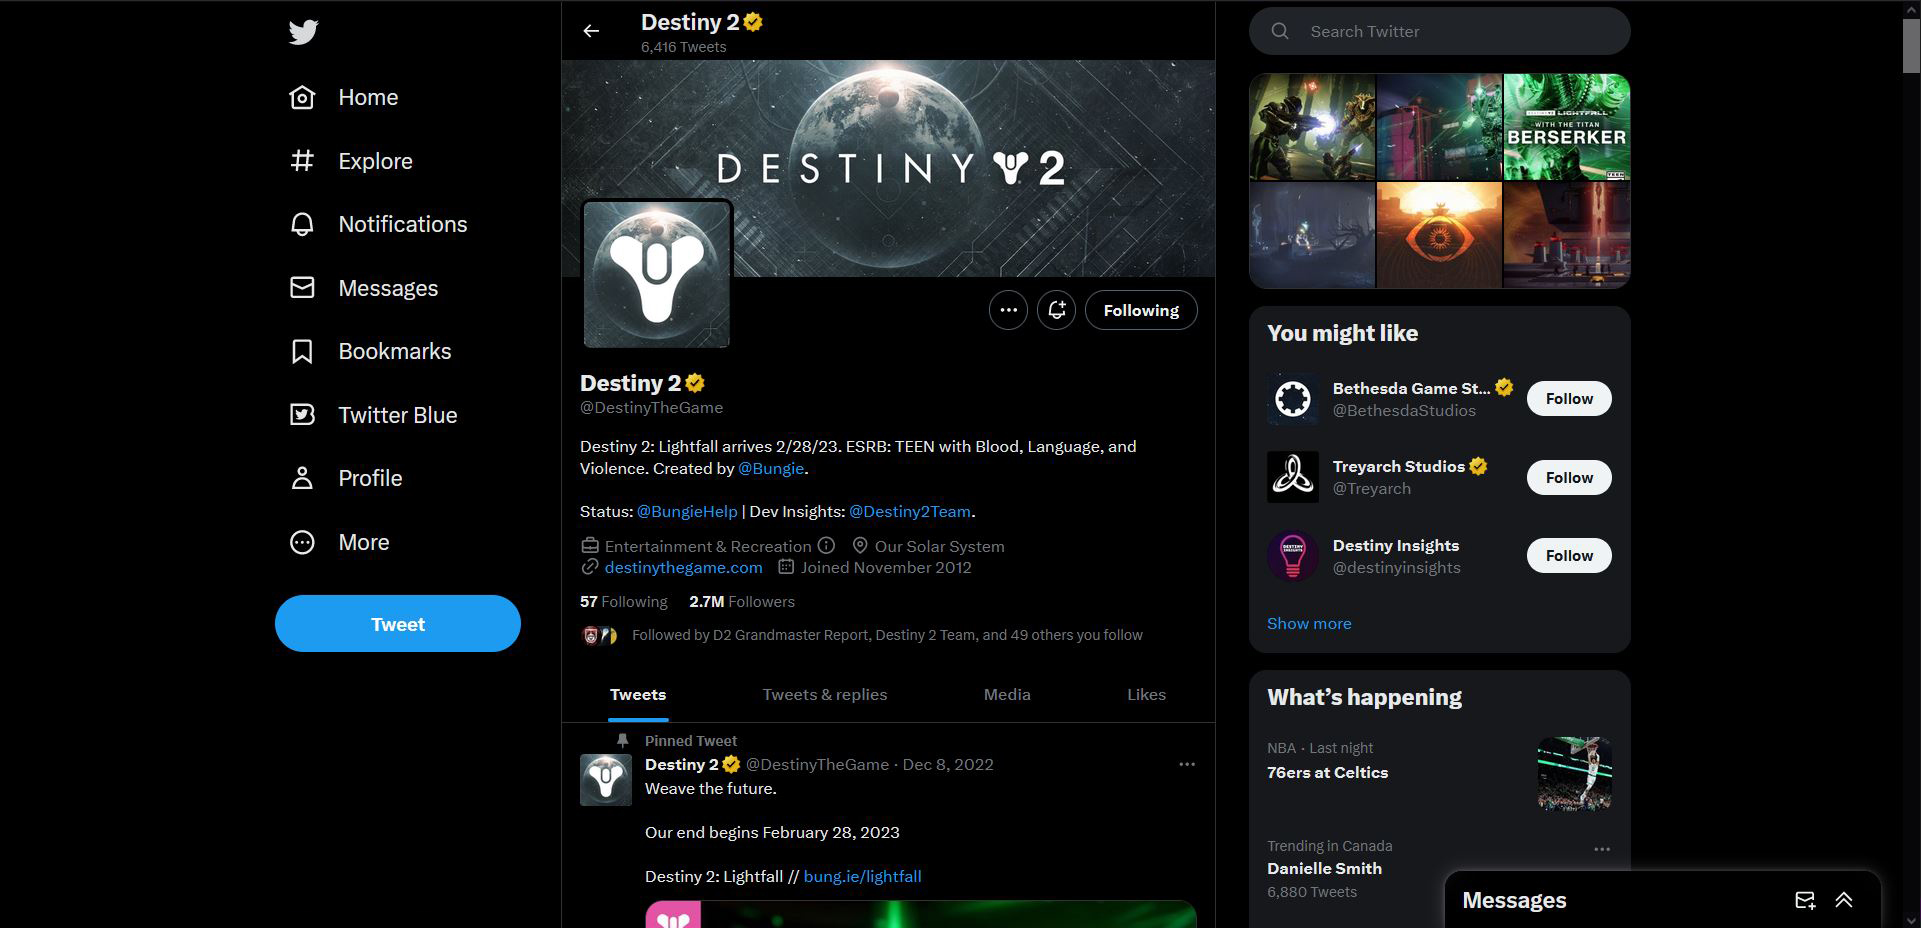 Home
Explore
Notifications
Messages
Bookmarks
Twitter Blue
Profile
More
Tweet
Destiny 2
6,416 Tweets
DESTINY 2
Following
Destiny 2
@DestinyTheGame
Destiny 2: Lightfall arrives 2/28/23. ESRB: TEEN with Blood, Language, and
Violence. Created by @Bungie.
Status: @BungieHelp | Dev Insights: @Destiny2Team.
Entertainment & Recreation Our Solar System
destinythegame.com Joined November 2012
57 Following 2.7M Followers
Followed by D2 Grandmaster Report, Destiny 2 Team, and 49 others you follow
Tweets Tweets & replies Media Likes
Pinned Tweet
Destiny 2 @DestinyTheGame · Dec 8, 2022
Weave the future.
Our end begins February 28, 2023
Destiny 2: Lightfall // bung.ie/lightfall
Search Twitter
LIGHTFALL
WITH THE TITAN
BERSERKER
TEEN
You might like
Bethesda Game St...
@BethesdaStudios
Follow
Treyarch Studios
@Treyarch
Follow
DESTINY
INSIGHTS
Destiny Insights
@destinyinsights
Follow
Show more
What's happening
NBA · Last night
76ers at Celtics
Trending in Canada
Danielle Smith
6,880 Tweets
Messages